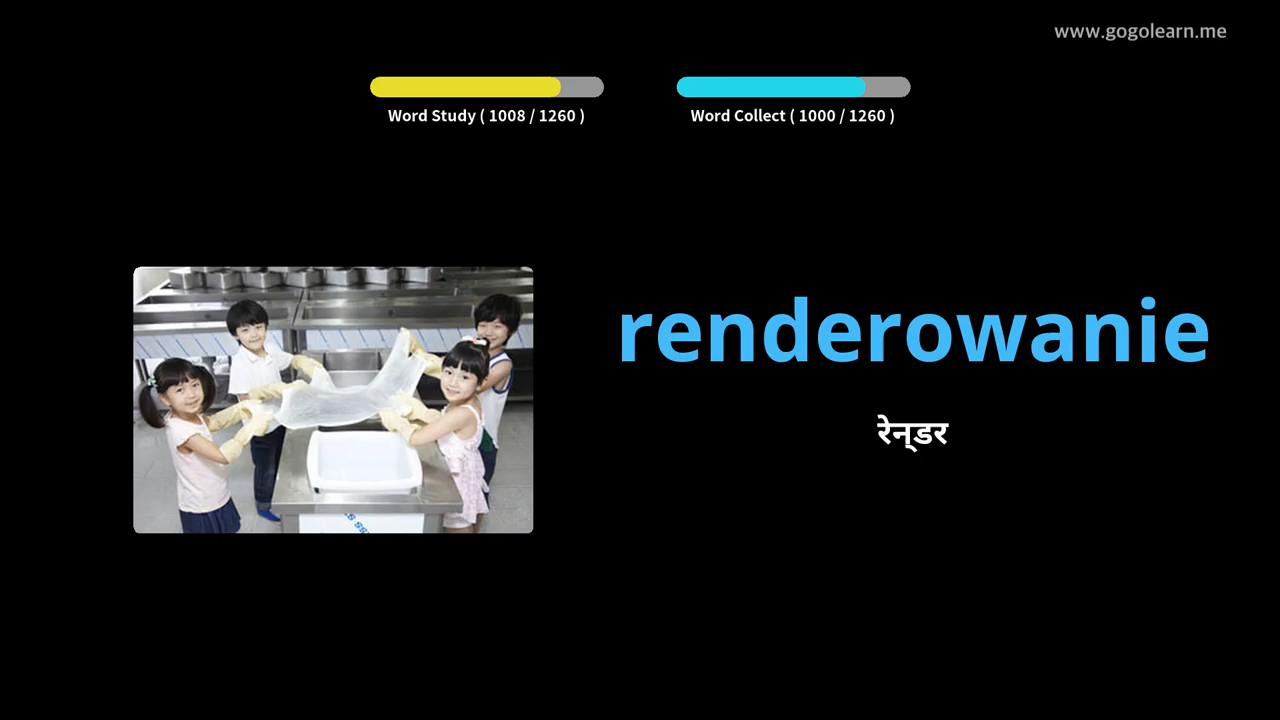 www.gogolearn.me
Word Study ( 1008 / 1260 )
Word Collect ( 1000 / 1260 )
renderowanie
रेन्‌डर